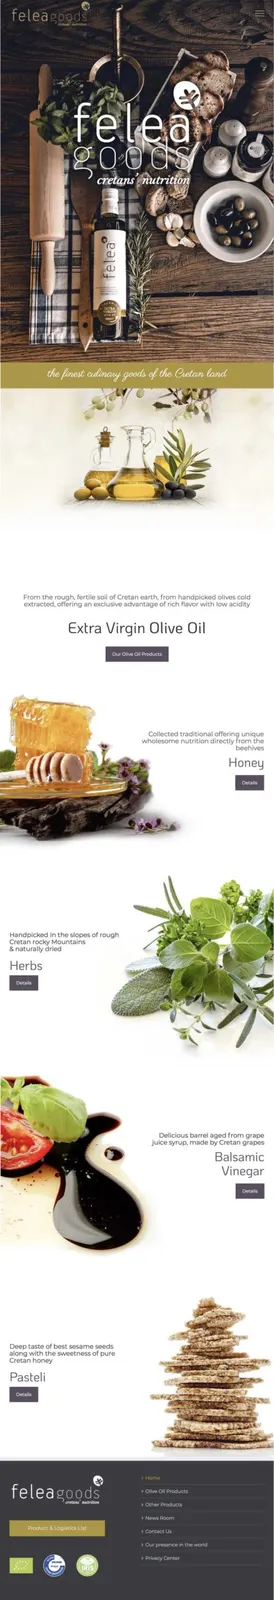 feleagoods
cretans' nutrition
felea
goods
cretans' nutrition
felea
the finest culinary goods of the Cretan land
From the rough, fertile soil of Cretan earth, from handpicked olives cold
extracted, offering an exclusive advantage of rich flavor with low acidity
Extra Virgin Olive Oil
Our Olive Oil Products
Collected traditional offering unique
wholesome nutrition directly from the
beehives
Honey
Details
Handpicked in the slopes of rough
Cretan rocky Mountains
& naturally dried
Herbs
Details
Delicious barrel aged from grape
juice syrup, made by Cretan grapes
Balsamic
Vinegar
Details
Deep taste of best sesame seeds
along with the sweetness of pure
Cretan honey
Pasteli
Details
feleagoods
cretans' nutrition
Product & Logistics List
> Home
> Olive Oil Products
> Other Products
> News Room
> Contact Us
> Our presence in the world
> Privacy Center